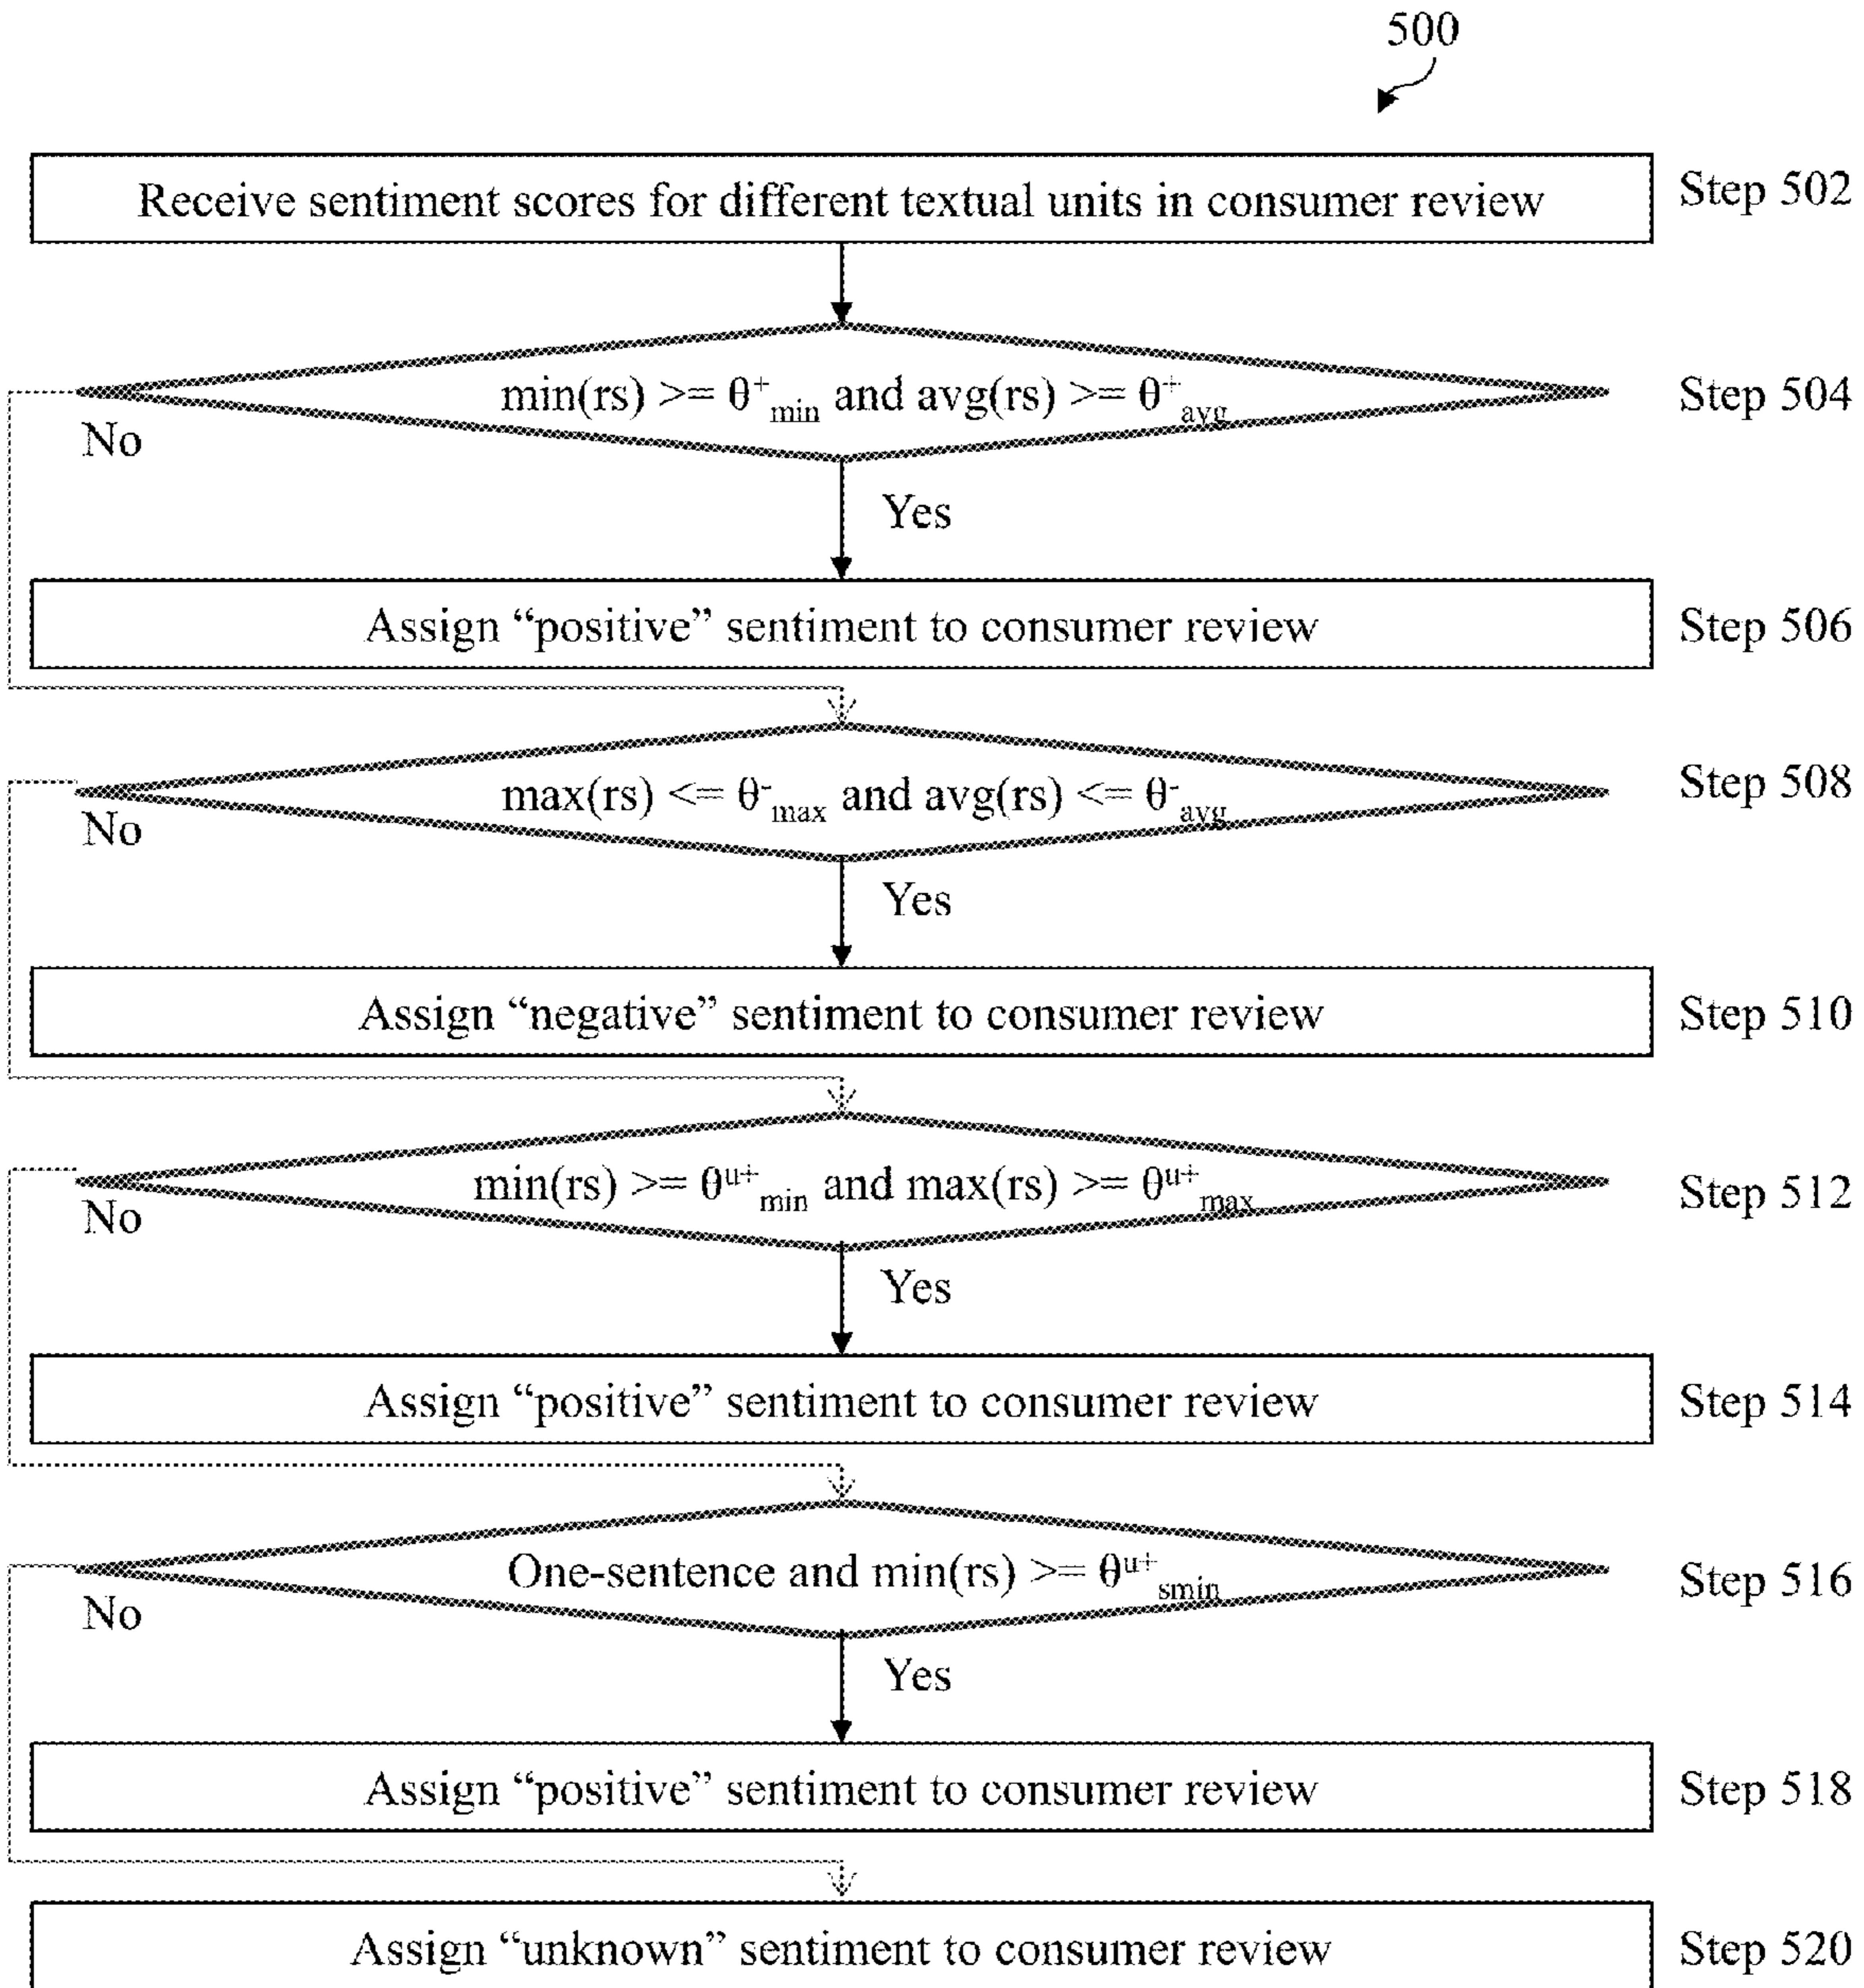 500
Receive sentiment scores for different textual units in consumer review
Step 502
min(rs) >= θ⁺min and avg(rs) >= θ⁺avg
Step 504
No
Yes
Assign “positive” sentiment to consumer review
Step 506
max(rs) <= θ⁻max and avg(rs) <= θ⁻avg
Step 508
No
Yes
Assign “negative” sentiment to consumer review
Step 510
min(rs) >= θᵘ⁺min and max(rs) >= θᵘ⁺max
Step 512
No
Yes
Assign “positive” sentiment to consumer review
Step 514
One-sentence and min(rs) >= θᵘ⁺smin
Step 516
No
Yes
Assign “positive” sentiment to consumer review
Step 518
Assign “unknown” sentiment to consumer review
Step 520